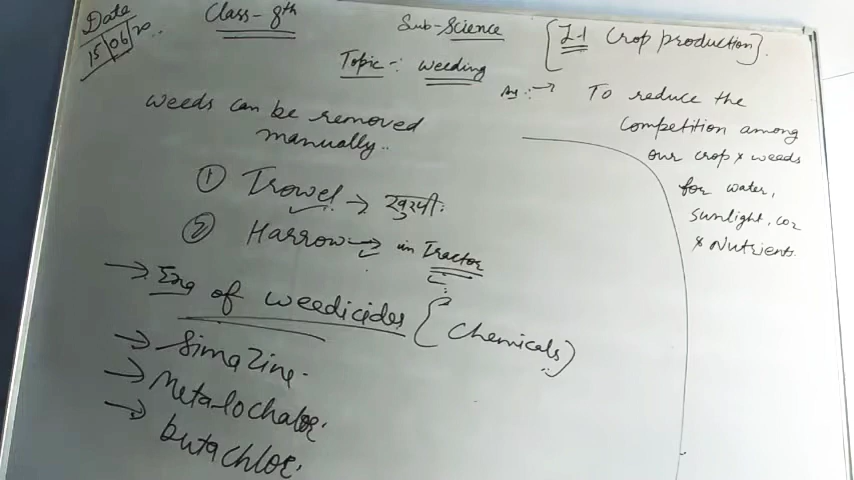 Date
15/06/20..
Class-8th
Sub-Science
[L-1 Crop production].
Topic:- weeding
weeds can be removed
manually..
① Trowel → खुरपी:
② Harrow → in Tractor
→ Eng of weedicides {Chemicals}
→ Simazine.
→ Metalochalor.
→ butachlor.
Ans:→ To reduce the
competition among
our crop & weeds
for water,
sunlight, CO2
& Nutrients.